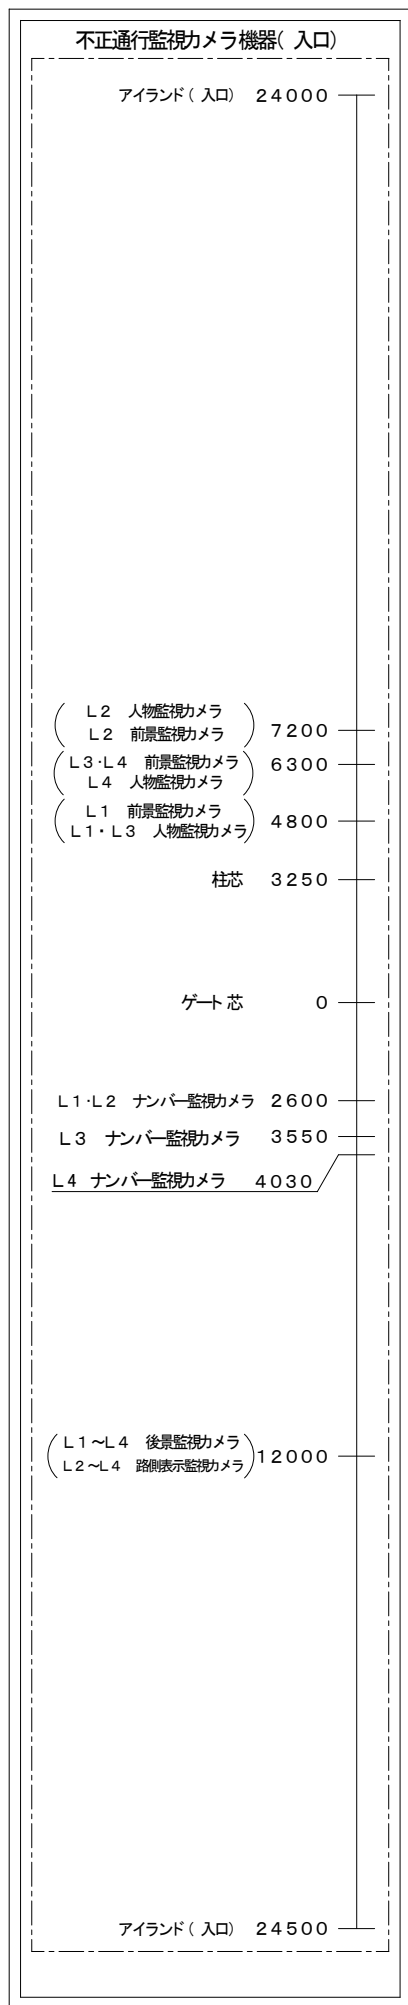 不正通行監視カメラ機器( 入口)
アイランド( 入口) 24000
L2 人物監視カメラ
L2 前景監視カメラ
7200
L3・L4 前景監視カメラ
L4 人物監視カメラ
6300
L1 前景監視カメラ
L1・L3 人物監視カメラ
4800
柱芯 3250
ゲート芯 0
L1・L2 ナンバー監視カメラ 2600
L3 ナンバー監視カメラ 3550
L4 ナンバー監視カメラ 4030
L1〜L4 後景監視カメラ
L2〜L4 路側表示監視カメラ
12000
アイランド( 入口) 24500